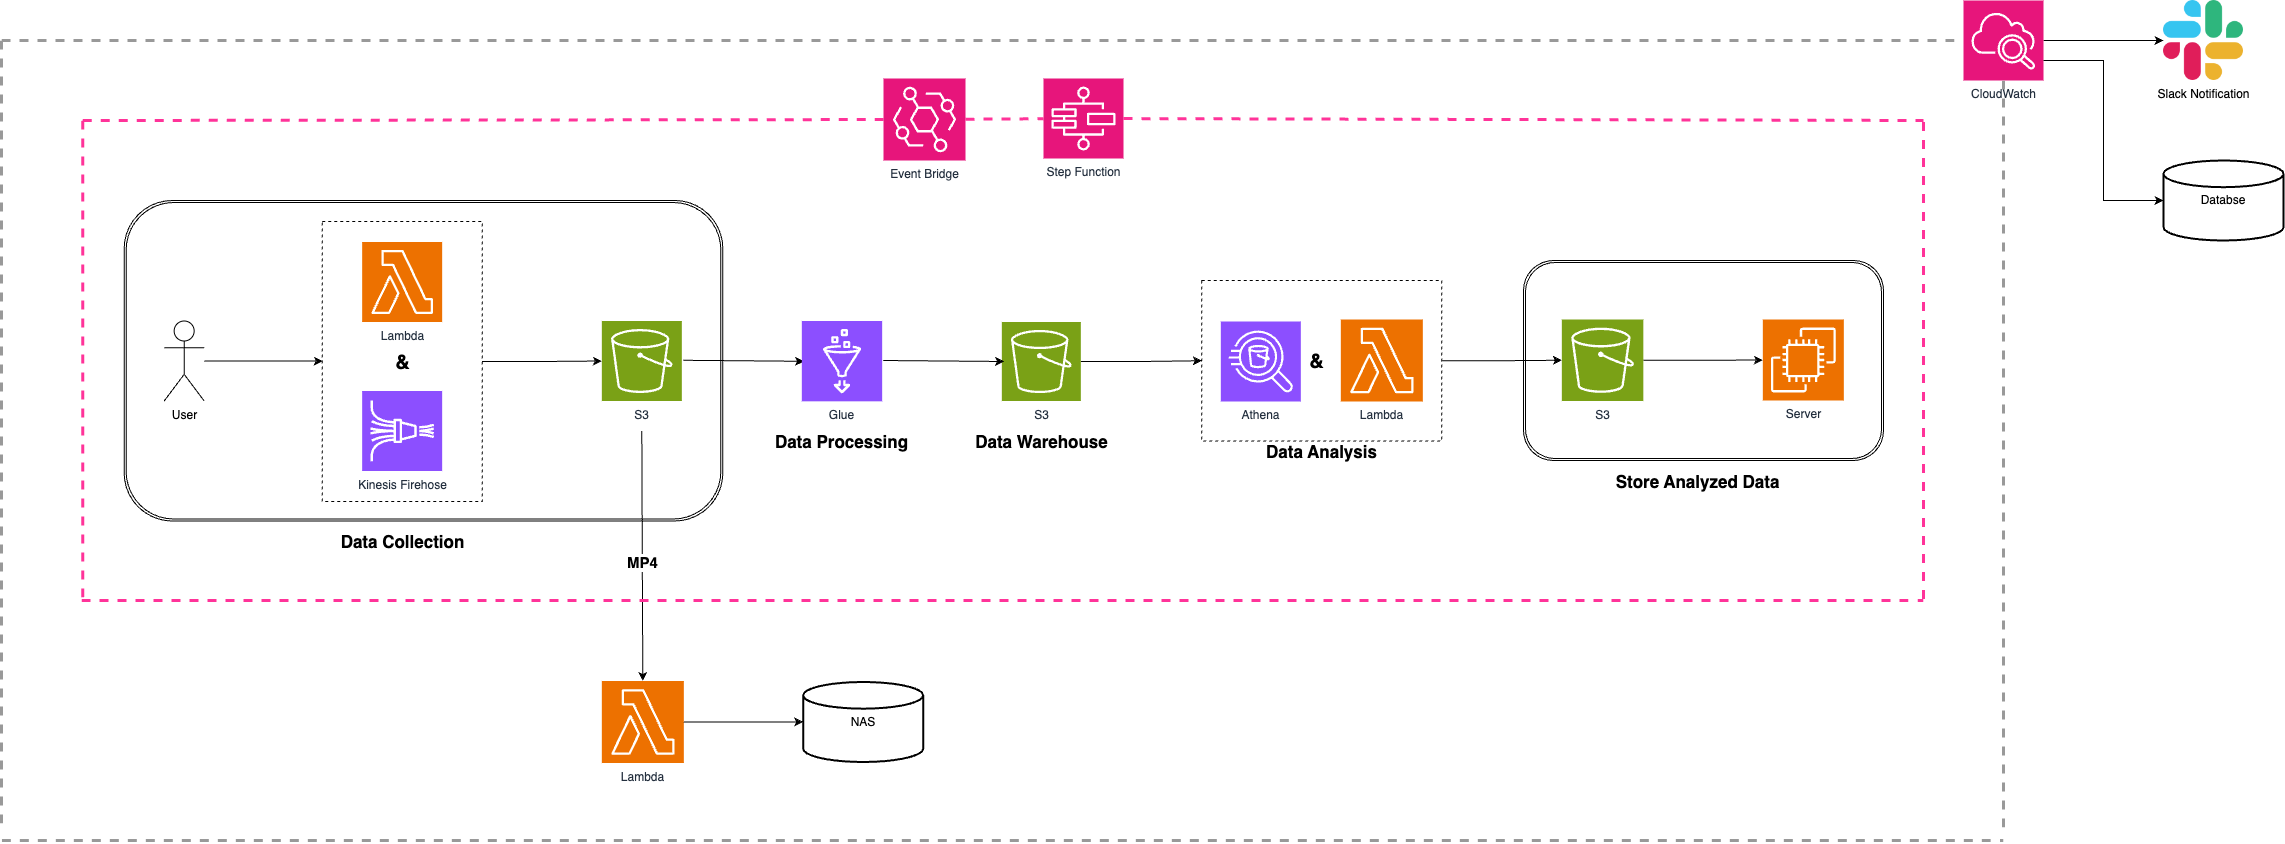 CloudWatch
Slack Notification
Event Bridge
Step Function
Databse
Lambda
&
Kinesis Firehose
User
S3
Data Collection
Glue
Data Processing
S3
Data Warehouse
Athena
&
Lambda
Data Analysis
S3
Server
Store Analyzed Data
MP4
Lambda
NAS